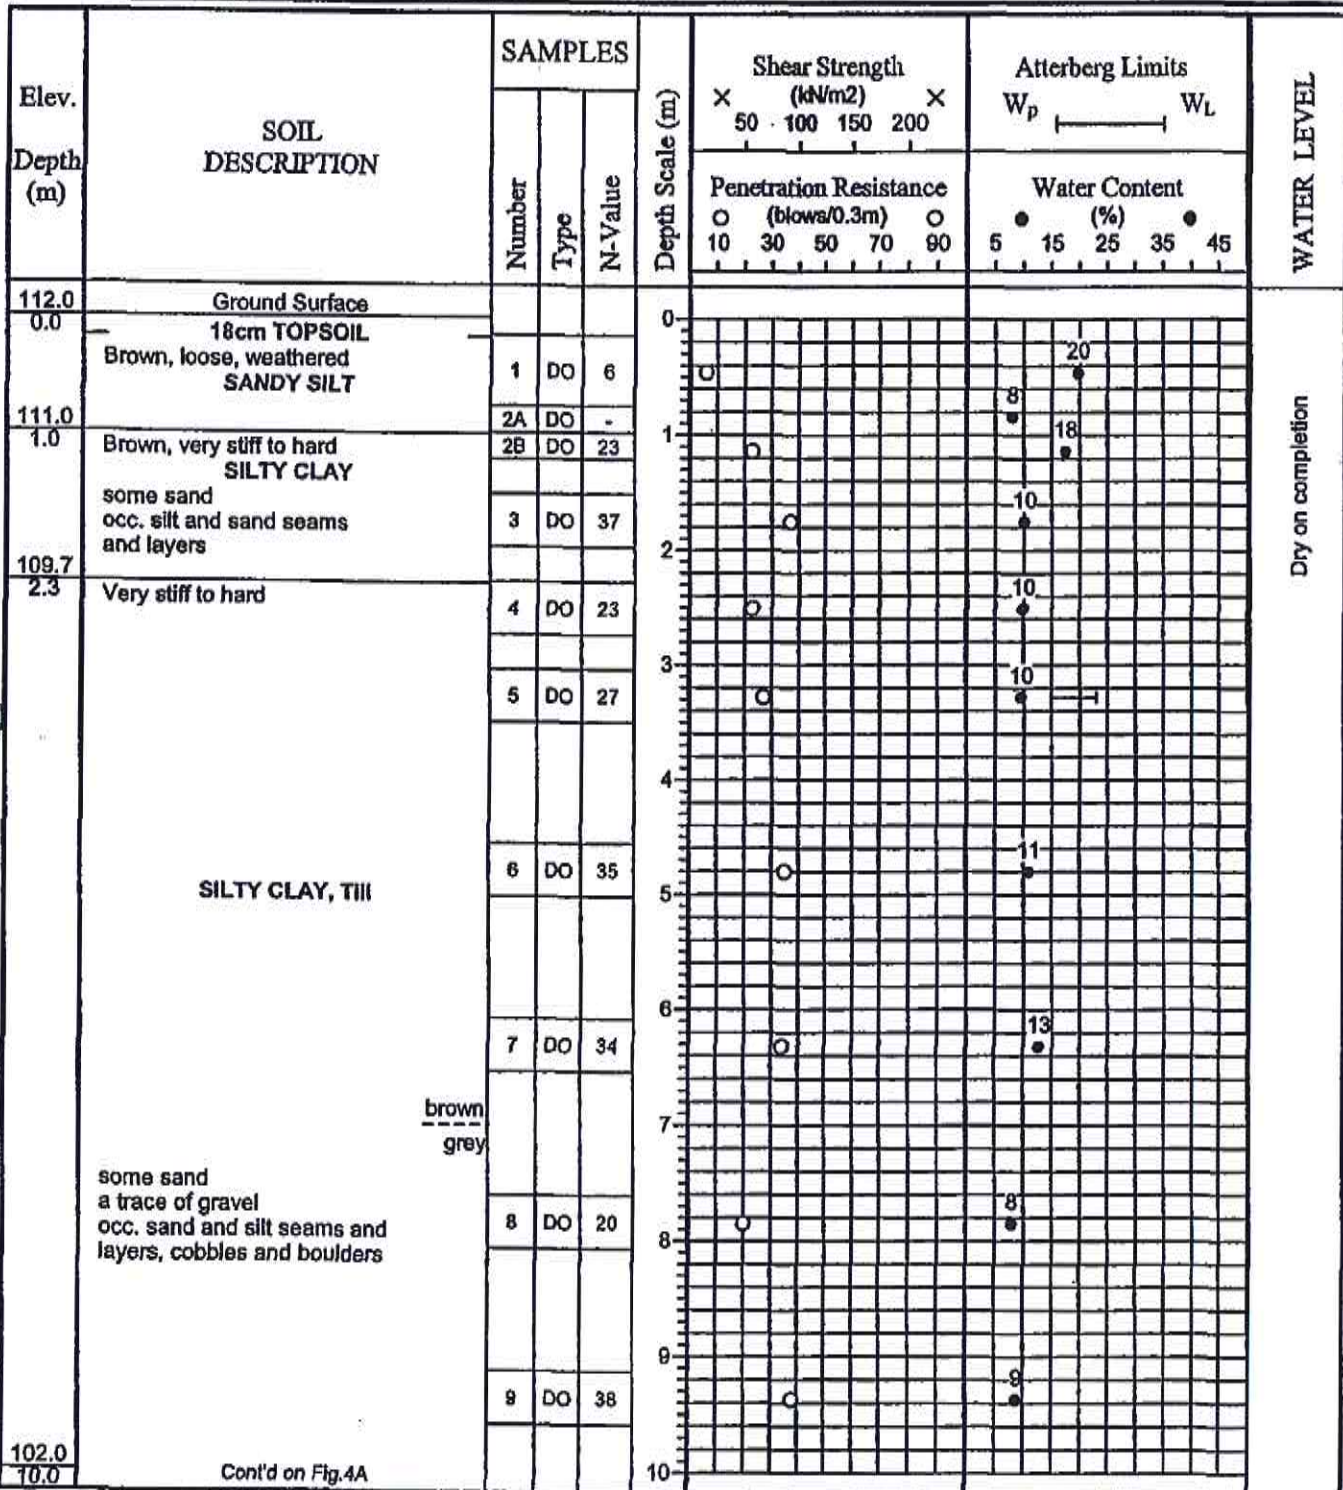 SAMPLES
Elev.
Depth
(m)
SOIL
DESCRIPTION
Number
Type
N-Value
Depth Scale (m)
Shear Strength
X (kN/m2) X
50 100 150 200
Penetration Resistance
O (blows/0.3m) O
10 30 50 70 90
Atterberg Limits
Wp WL
Water Content
● (%) ●
5 15 25 35 45
WATER LEVEL
112.0 Ground Surface
0.0
18cm TOPSOIL
Brown, loose, weathered
SANDY SILT
1 DO 6
20
2A DO -
8
111.0
1.0
Brown, very stiff to hard
SILTY CLAY
2B DO 23
18
some sand
occ. silt and sand seams
and layers
3 DO 37
10
109.7
2.3
Very stiff to hard
4 DO 23
10
5 DO 27
10
6 DO 35
11
SILTY CLAY, Till
7 DO 34
13
brown
grey
some sand
a trace of gravel
occ. sand and silt seams and
layers, cobbles and boulders
8 DO 20
8
9 DO 38
9
102.0
10.0
Cont'd on Fig.4A
0
1
2
3
4
5
6
7
8
9
10
Dry on completion